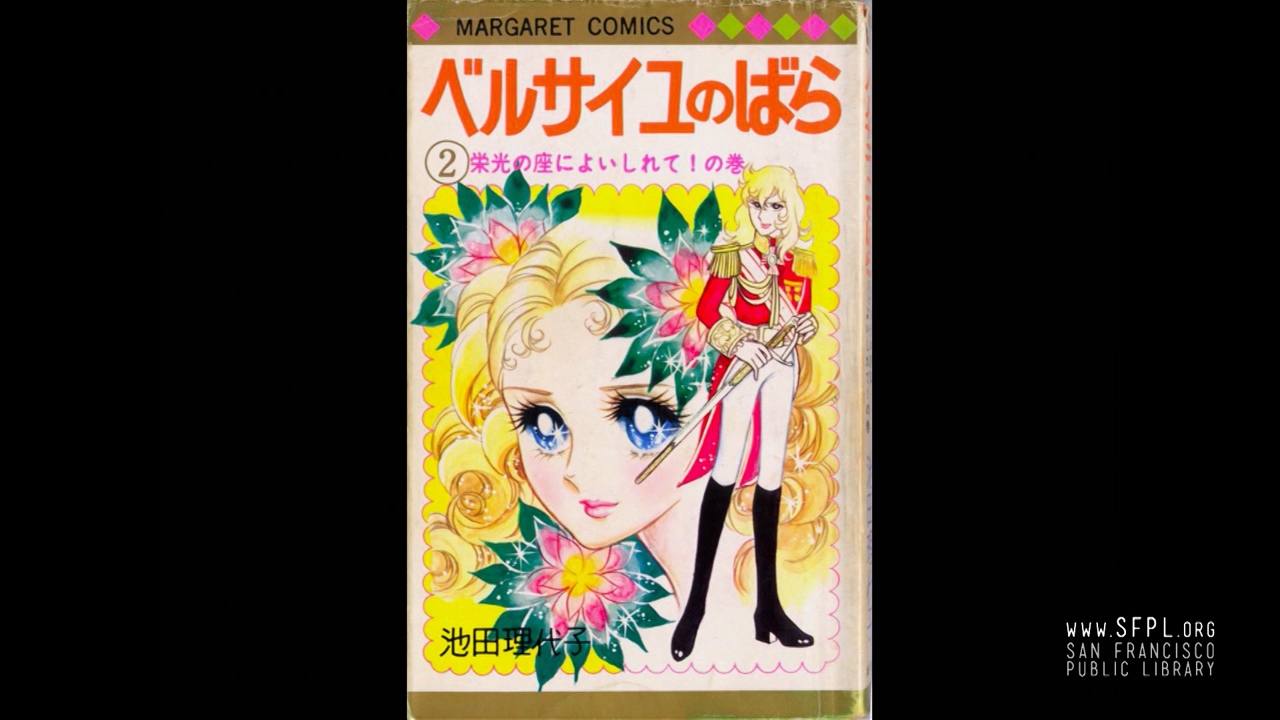 MARGARET COMICS
ベルサイユのばら
② 栄光の座によいしれて！の巻
池田理代子
www.SFPL.ORG
SAN FRANCISCO
PUBLIC LIBRARY